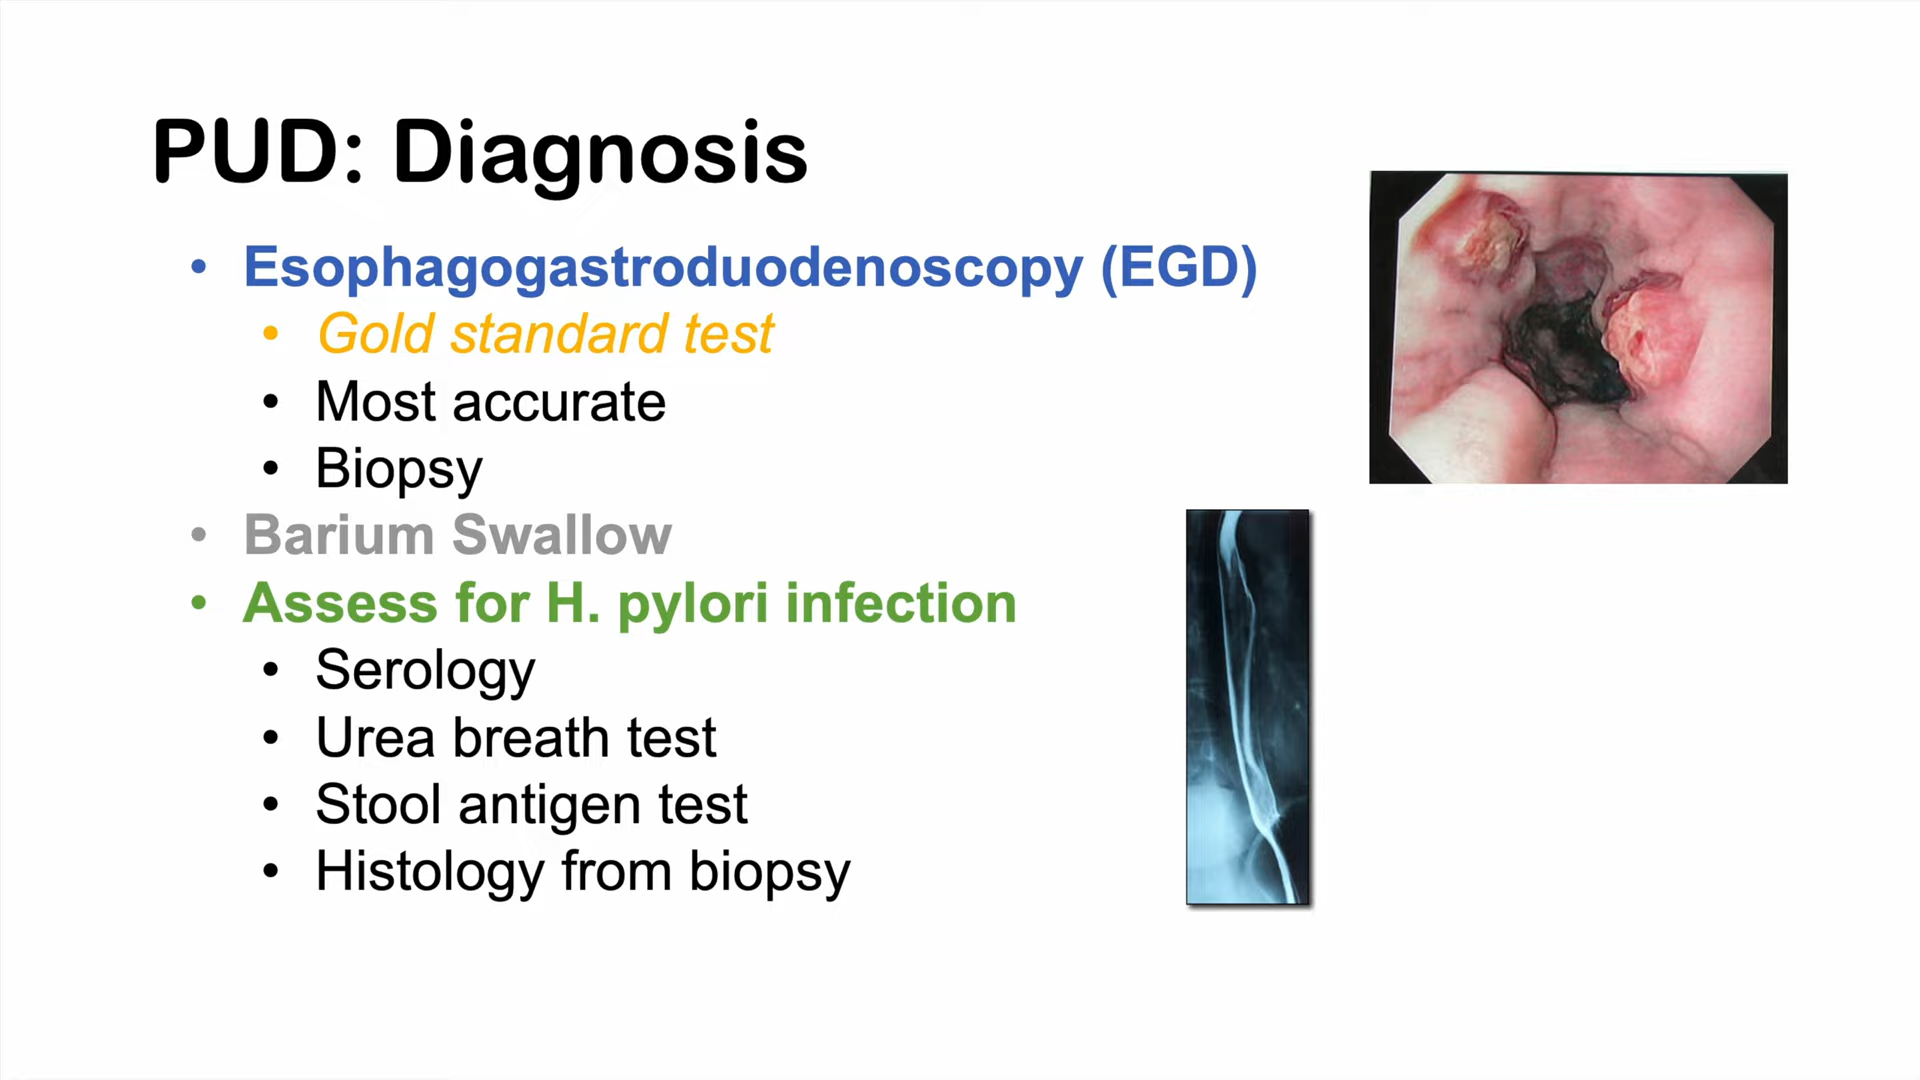 PUD: Diagnosis
• Esophagogastroduodenoscopy (EGD)
• Gold standard test
• Most accurate
• Biopsy
• Barium Swallow
• Assess for H. pylori infection
• Serology
• Urea breath test
• Stool antigen test
• Histology from biopsy